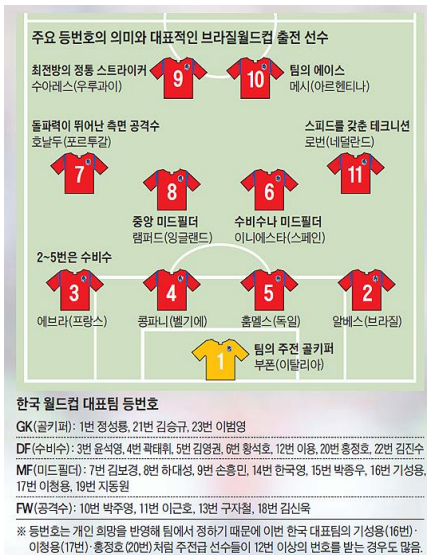 주요 등번호의 의미와 대표적인 브라질월드컵 출전 선수
최전방의 정통 스트라이커
수아레스(우루과이)
9
10
팀의 에이스
메시(아르헨티나)
돌파력이 뛰어난 측면 공격수
호날두(포르투갈)
7
스피드를 갖춘 테크니션
로번(네덜란드)
11
8
중앙 미드필더
램퍼드(잉글랜드)
6
수비수나 미드필더
이니에스타(스페인)
2~5번은 수비수
3
에브라(프랑스)
4
콩파니(벨기에)
5
훔멜스(독일)
2
알베스(브라질)
1
팀의 주전 골키퍼
부폰(이탈리아)
한국 월드컵 대표팀 등번호
GK(골키퍼): 1번 정성룡, 21번 김승규, 23번 이범영
DF(수비수): 3번 윤석영, 4번 곽태휘, 5번 김영권, 6번 황석호, 12번 이용, 20번 홍정호, 22번 김진수
MF(미드필더): 7번 김보경, 8번 하대성, 9번 손흥민, 14번 한국영, 15번 박종우, 16번 기성용,
17번 이청용, 19번 지동원
FW(공격수): 10번 박주영, 11번 이근호, 13번 구자철, 18번 김신욱
※ 등번호는 개인 희망을 반영해 팀에서 정하기 때문에 이번 한국 대표팀의 기성용(16번)·
이청용(17번)·홍정호(20번)처럼 주전급 선수들이 12번 이상의 번호를 받는 경우도 많음.